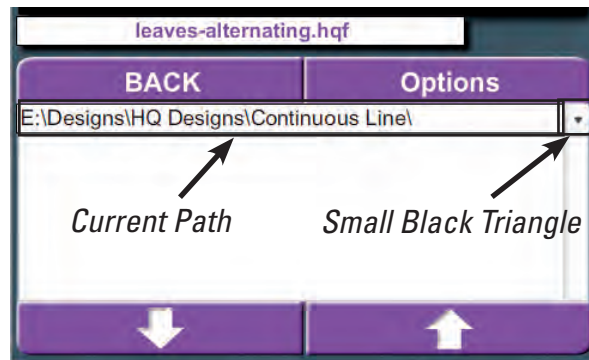 leaves-alternating.hqf
BACK Options
E:\Designs\HQ Designs\Continuous Line\
Current Path Small Black Triangle